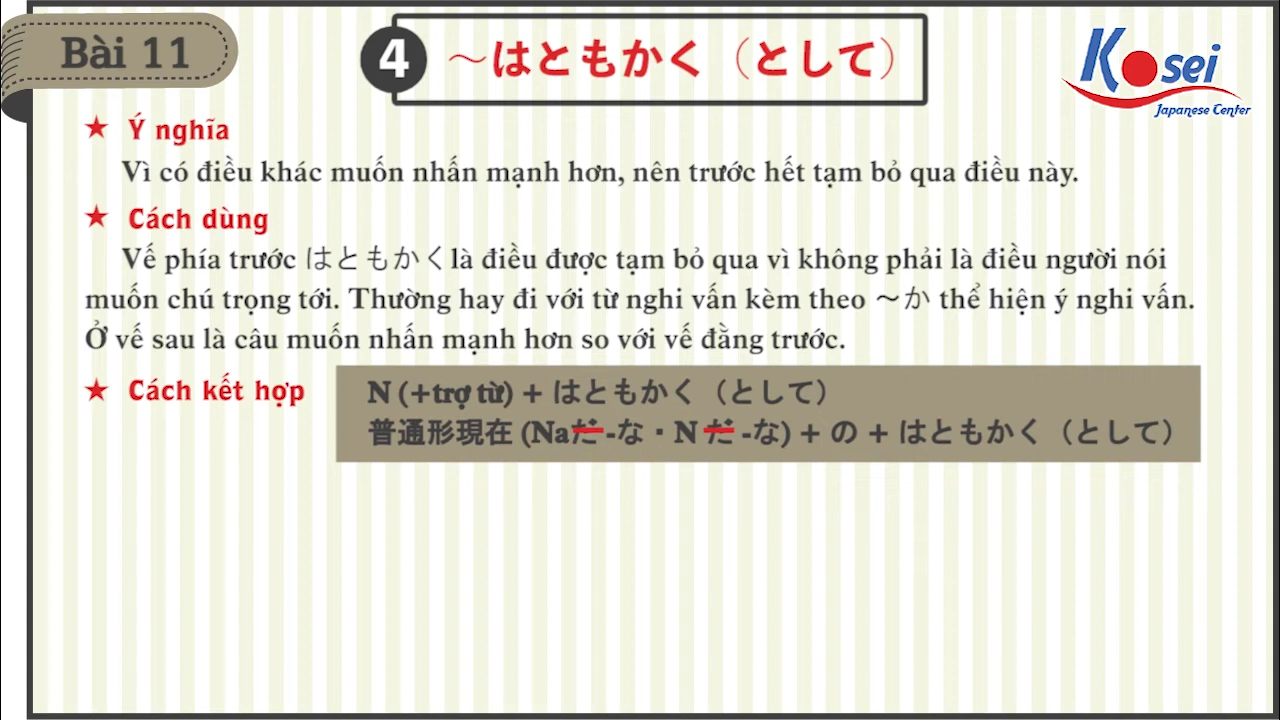 Bài 11
4 ～はともかく（として）
Kosei
Japanese Center
★ Ý nghĩa
Vì có điều khác muốn nhấn mạnh hơn, nên trước hết tạm bỏ qua điều này.
★ Cách dùng
Vế phía trước はともかくlà điều được tạm bỏ qua vì không phải là điều người nói
muốn chú trọng tới. Thường hay đi với từ nghi vấn kèm theo ～か thể hiện ý nghi vấn.
Ở vế sau là câu muốn nhấn mạnh hơn so với vế đằng trước.
★ Cách kết hợp
N (+trợ từ) + はともかく（として）
普通形現在 (Naだ -な・N だ -な) + の + はともかく（として）